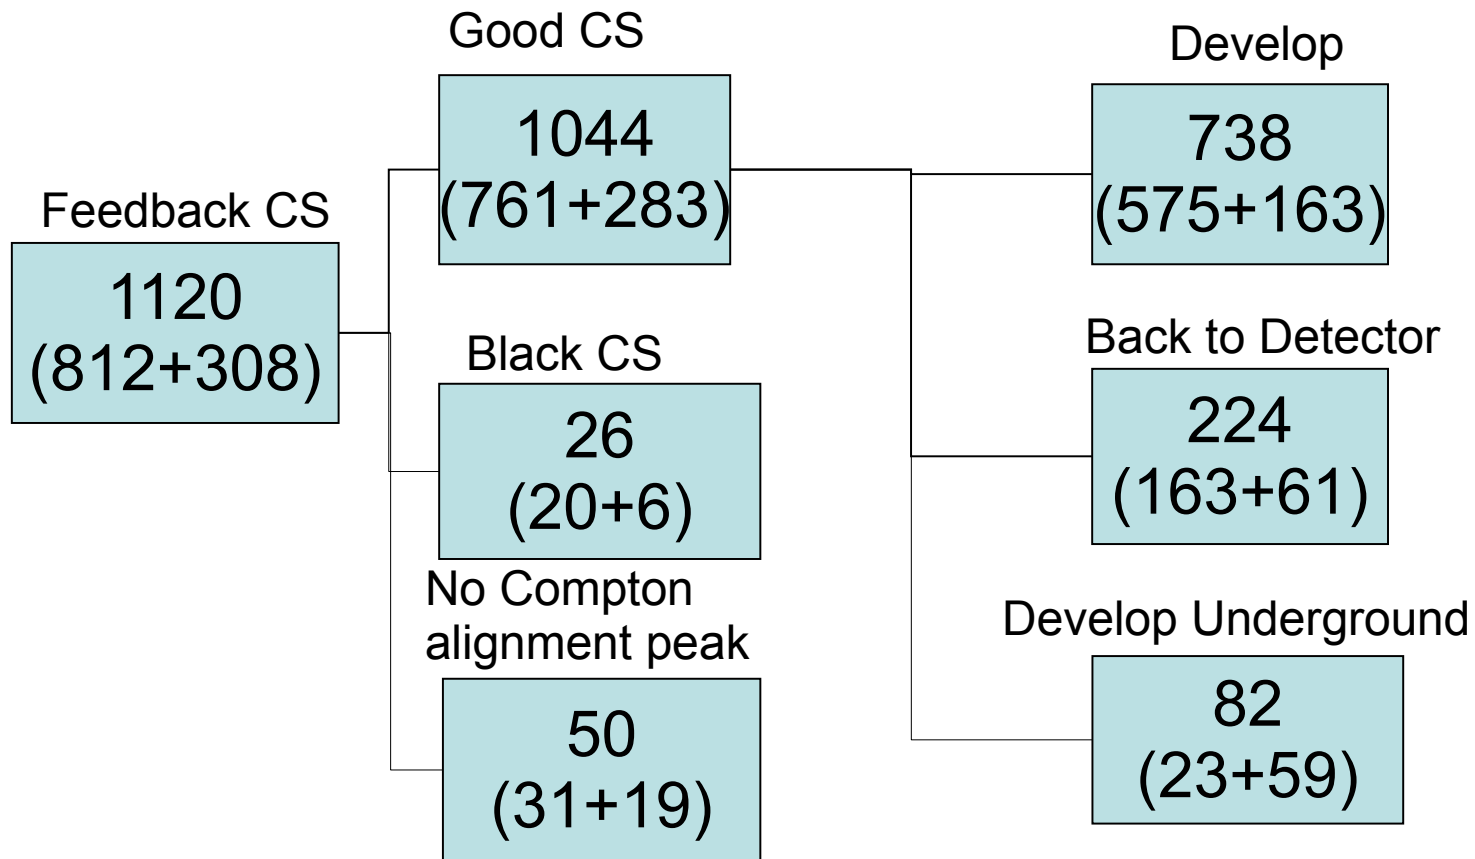 Feedback CS
1120
(812+308)
Good CS
1044
(761+283)
Black CS
26
(20+6)
No Compton
alignment peak
50
(31+19)
Develop
738
(575+163)
Back to Detector
224
(163+61)
Develop Underground
82
(23+59)